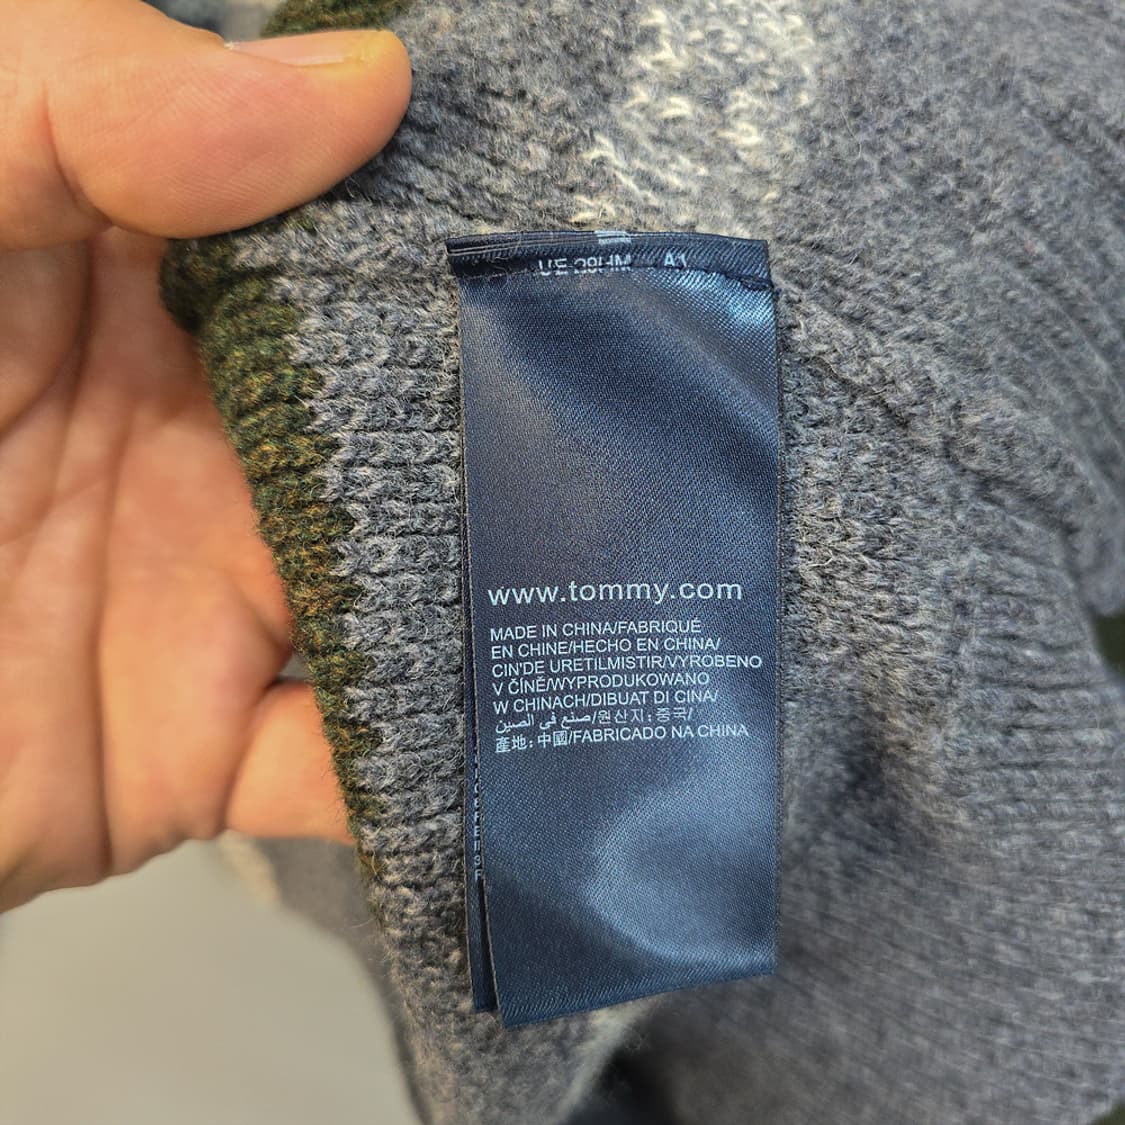 www.tommy.com
MADE IN CHINA/FABRIQUÉ
EN CHINE/HECHO EN CHINA/
CIN'DE URETILMISTIR/VYROBENO
V ČÍNĚ/WYPRODUKOWANO
W CHINACH/DIBUAT DI CINA/
صنع في الصين/원산지: 중국/
產地: 中國/FABRICADO NA CHINA